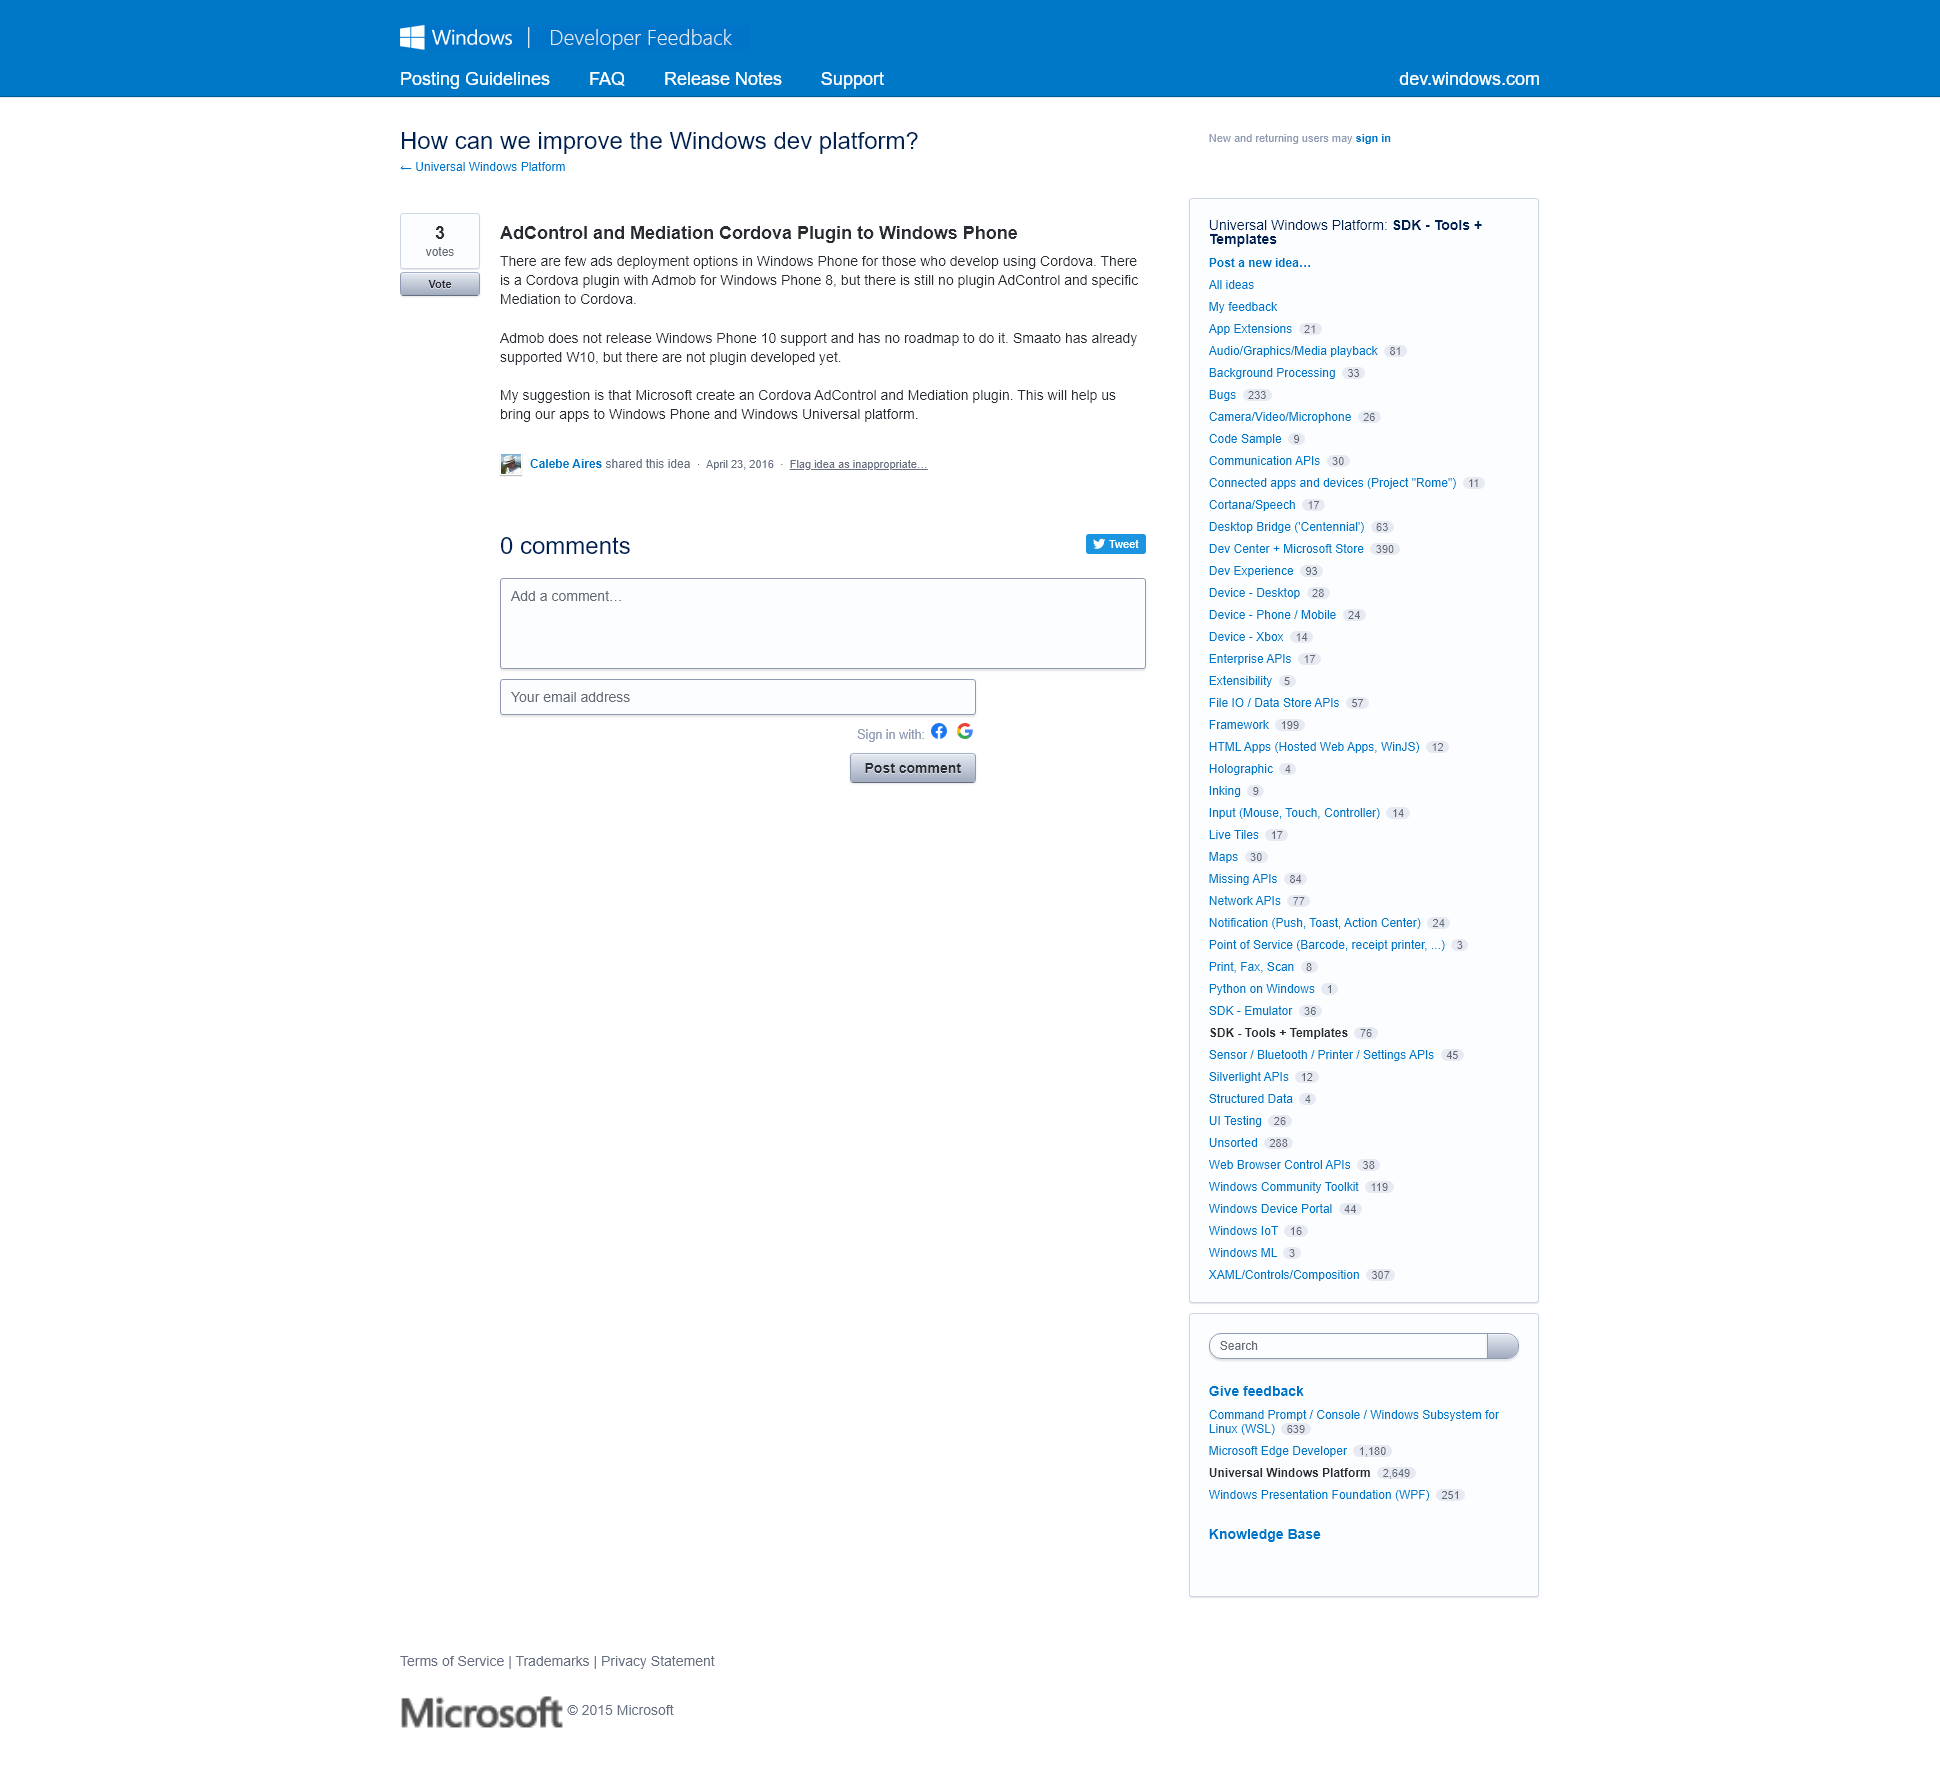 Windows | Developer Feedback
Posting Guidelines FAQ Release Notes Support dev.windows.com
How can we improve the Windows dev platform?
← Universal Windows Platform
New and returning users may sign in
3
votes
Vote
AdControl and Mediation Cordova Plugin to Windows Phone
There are few ads deployment options in Windows Phone for those who develop using Cordova. There
is a Cordova plugin with Admob for Windows Phone 8, but there is still no plugin AdControl and specific
Mediation to Cordova.
Admob does not release Windows Phone 10 support and has no roadmap to do it. Smaato has already
supported W10, but there are not plugin developed yet.
My suggestion is that Microsoft create an Cordova AdControl and Mediation plugin. This will help us
bring our apps to Windows Phone and Windows Universal platform.
Calebe Aires shared this idea · April 23, 2016 · Flag idea as inappropriate…
0 comments
Tweet
Add a comment…
Your email address
Sign in with:
Post comment
Universal Windows Platform: SDK - Tools +
Templates
Post a new idea…
All ideas
My feedback
App Extensions 21
Audio/Graphics/Media playback 81
Background Processing 33
Bugs 233
Camera/Video/Microphone 26
Code Sample 9
Communication APIs 30
Connected apps and devices (Project "Rome") 11
Cortana/Speech 17
Desktop Bridge ('Centennial') 63
Dev Center + Microsoft Store 390
Dev Experience 93
Device - Desktop 28
Device - Phone / Mobile 24
Device - Xbox 14
Enterprise APIs 17
Extensibility 5
File IO / Data Store APIs 57
Framework 199
HTML Apps (Hosted Web Apps, WinJS) 12
Holographic 4
Inking 9
Input (Mouse, Touch, Controller) 14
Live Tiles 17
Maps 30
Missing APIs 84
Network APIs 77
Notification (Push, Toast, Action Center) 24
Point of Service (Barcode, receipt printer, ...) 3
Print, Fax, Scan 8
Python on Windows 1
SDK - Emulator 36
SDK - Tools + Templates 76
Sensor / Bluetooth / Printer / Settings APIs 45
Silverlight APIs 12
Structured Data 4
UI Testing 26
Unsorted 288
Web Browser Control APIs 38
Windows Community Toolkit 119
Windows Device Portal 44
Windows IoT 16
Windows ML 3
XAML/Controls/Composition 307
Search
Give feedback
Command Prompt / Console / Windows Subsystem for
Linux (WSL) 639
Microsoft Edge Developer 1,180
Universal Windows Platform 2,649
Windows Presentation Foundation (WPF) 251
Knowledge Base
Terms of Service | Trademarks | Privacy Statement
Microsoft © 2015 Microsoft